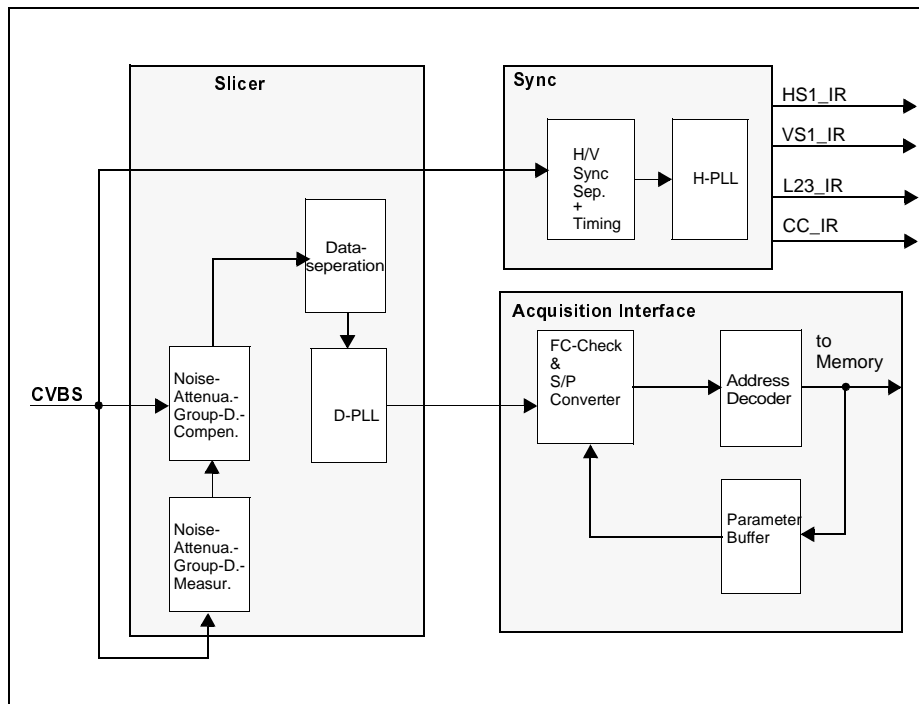 Slicer
Sync
HS1_IR
VS1_IR
L23_IR
CC_IR
H/V
Sync
Sep.
+
Timing
H-PLL
Data-
seperation
D-PLL
CVBS
Noise-
Attenua.-
Group-D.-
Compen.
Noise-
Attenua.-
Group-D.-
Measur.
Acquisition Interface
FC-Check
&
S/P
Converter
Address
Decoder
to
Memory
Parameter
Buffer